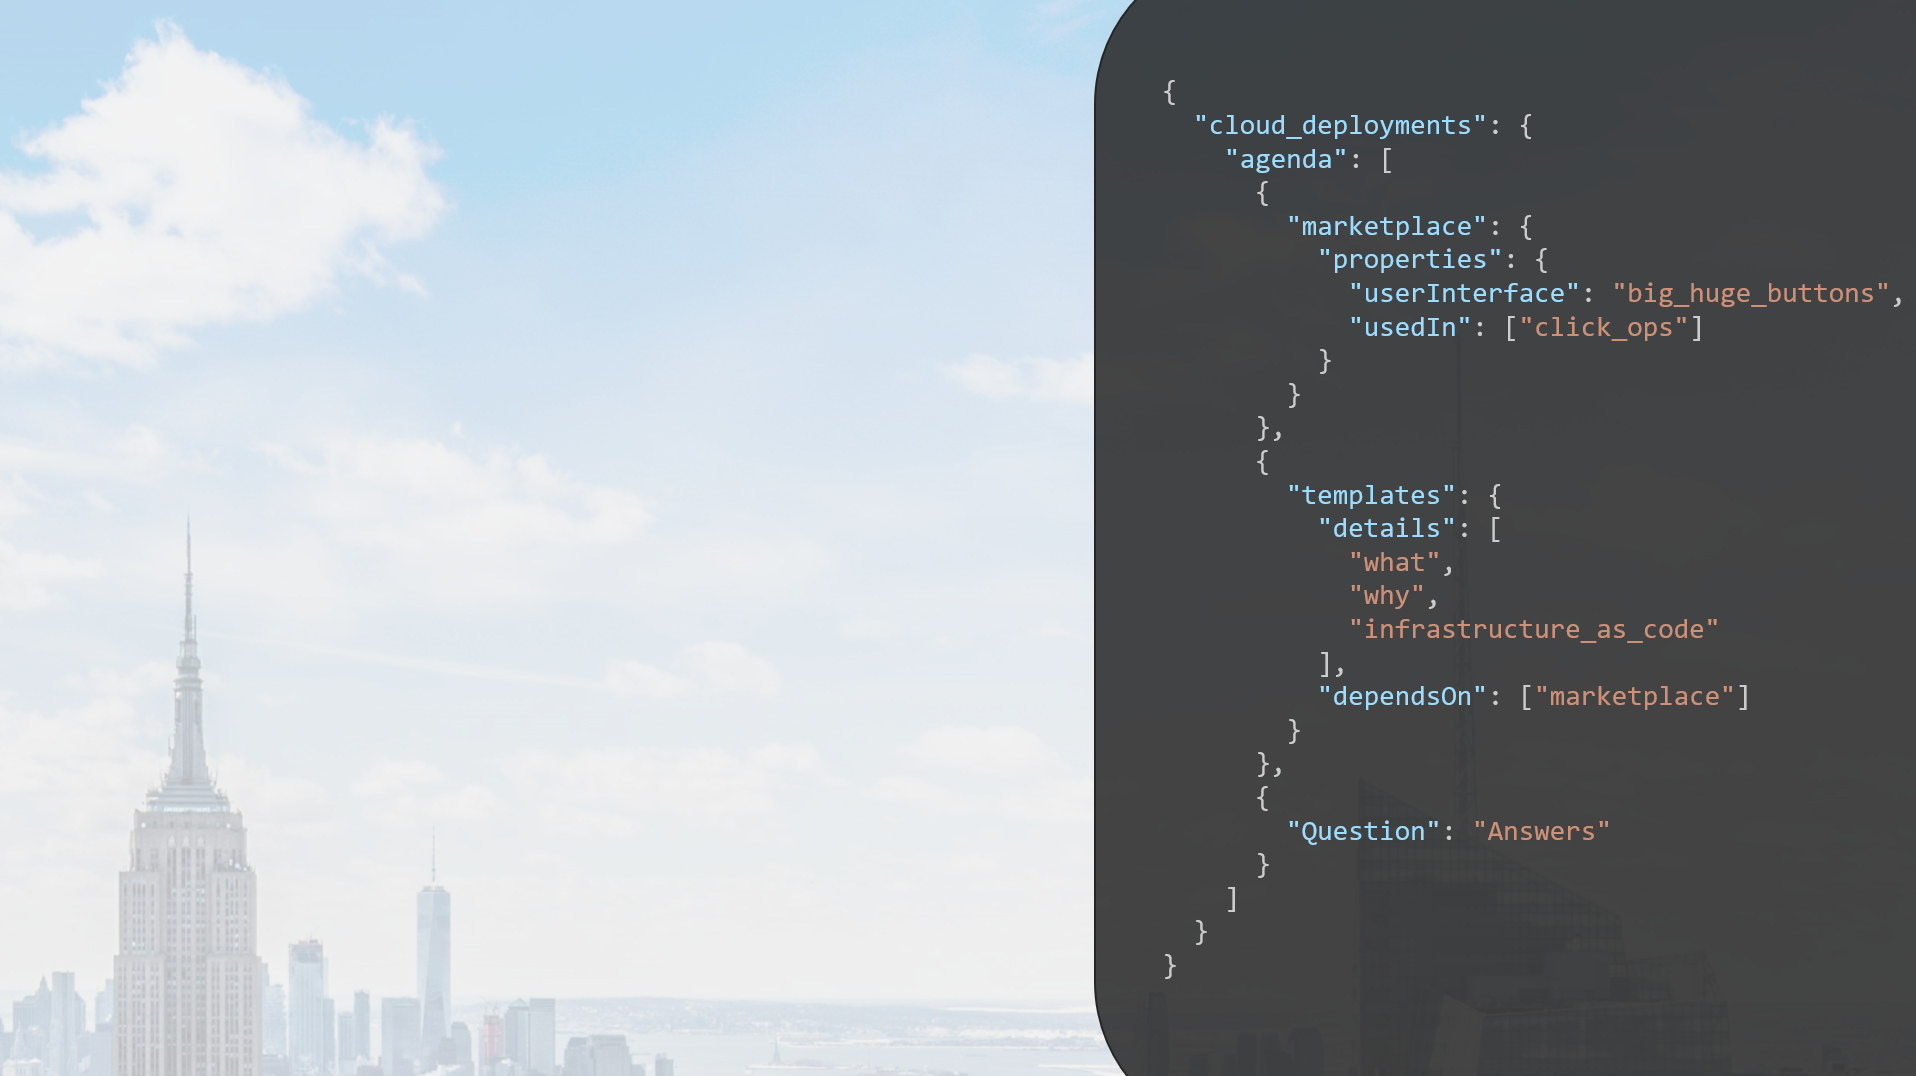 {
  "cloud_deployments": {
    "agenda": [
      {
        "marketplace": {
          "properties": {
            "userInterface": "big_huge_buttons",
            "usedIn": ["click_ops"]
          }
        }
      },
      {
        "templates": {
          "details": [
            "what",
            "why",
            "infrastructure_as_code"
          ],
          "dependsOn": ["marketplace"]
        }
      },
      {
        "Question": "Answers"
      }
    ]
  }
}